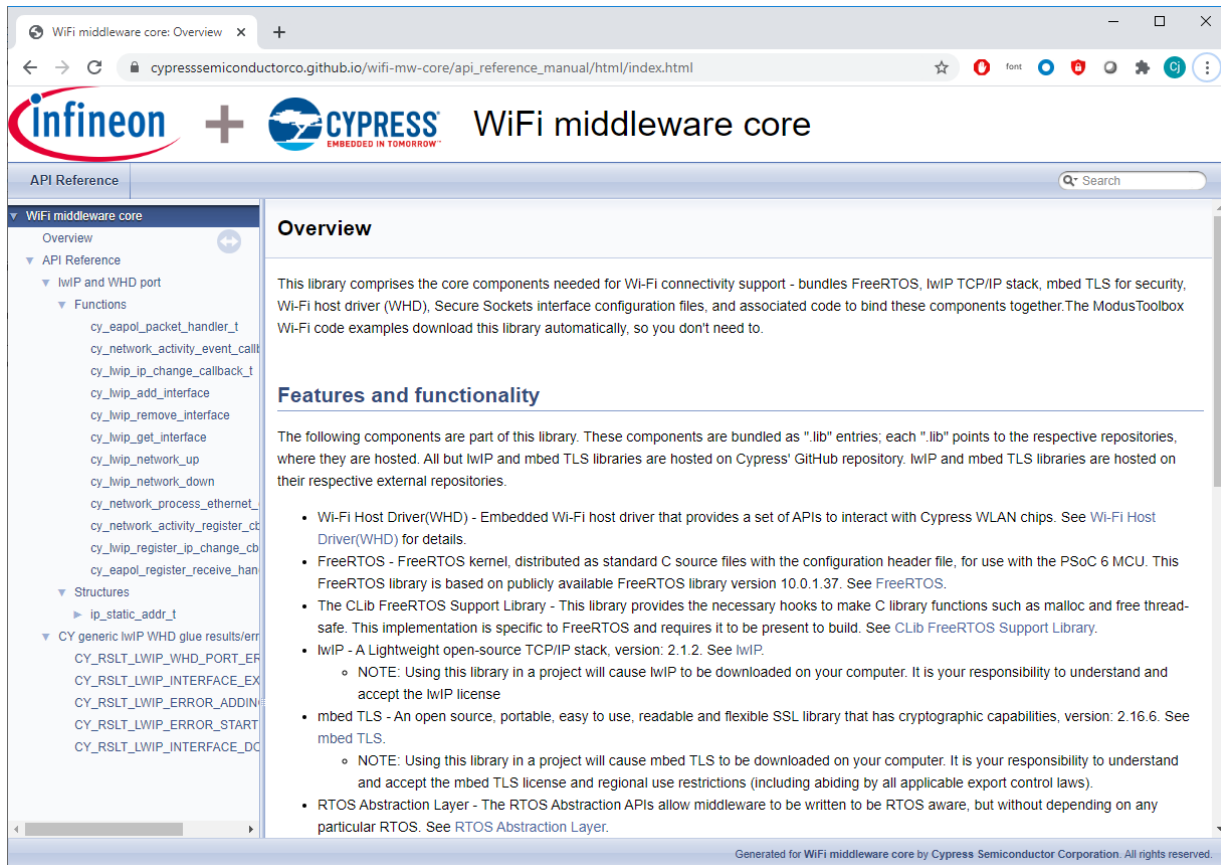 WiFi middleware core: Overview
cypresssemiconductorco.github.io/wifi-mw-core/api_reference_manual/html/index.html
font
Cj
infineon
+
CYPRESS
EMBEDDED IN TOMORROW™
WiFi middleware core
API Reference
Search
WiFi middleware core
Overview
API Reference
lwIP and WHD port
Functions
cy_eapol_packet_handler_t
cy_network_activity_event_callb
cy_lwip_ip_change_callback_t
cy_lwip_add_interface
cy_lwip_remove_interface
cy_lwip_get_interface
cy_lwip_network_up
cy_lwip_network_down
cy_network_process_ethernet_
cy_network_activity_register_cb
cy_lwip_register_ip_change_cb
cy_eapol_register_receive_han
Structures
ip_static_addr_t
CY generic lwIP WHD glue results/err
CY_RSLT_LWIP_WHD_PORT_ER
CY_RSLT_LWIP_INTERFACE_EX
CY_RSLT_LWIP_ERROR_ADDING
CY_RSLT_LWIP_ERROR_START
CY_RSLT_LWIP_INTERFACE_DO
Overview
This library comprises the core components needed for Wi-Fi connectivity support - bundles FreeRTOS, lwIP TCP/IP stack, mbed TLS for security,
Wi-Fi host driver (WHD), Secure Sockets interface configuration files, and associated code to bind these components together.The ModusToolbox
Wi-Fi code examples download this library automatically, so you don't need to.
Features and functionality
The following components are part of this library. These components are bundled as ".lib" entries; each ".lib" points to the respective repositories,
where they are hosted. All but lwIP and mbed TLS libraries are hosted on Cypress' GitHub repository. lwIP and mbed TLS libraries are hosted on
their respective external repositories.
• Wi-Fi Host Driver(WHD) - Embedded Wi-Fi host driver that provides a set of APIs to interact with Cypress WLAN chips. See Wi-Fi Host
Driver(WHD) for details.
• FreeRTOS - FreeRTOS kernel, distributed as standard C source files with the configuration header file, for use with the PSoC 6 MCU. This
FreeRTOS library is based on publicly available FreeRTOS library version 10.0.1.37. See FreeRTOS.
• The CLib FreeRTOS Support Library - This library provides the necessary hooks to make C library functions such as malloc and free thread-
safe. This implementation is specific to FreeRTOS and requires it to be present to build. See CLib FreeRTOS Support Library.
• lwIP - A Lightweight open-source TCP/IP stack, version: 2.1.2. See lwIP.
◦ NOTE: Using this library in a project will cause lwIP to be downloaded on your computer. It is your responsibility to understand and
accept the lwIP license
• mbed TLS - An open source, portable, easy to use, readable and flexible SSL library that has cryptographic capabilities, version: 2.16.6. See
mbed TLS.
◦ NOTE: Using this library in a project will cause mbed TLS to be downloaded on your computer. It is your responsibility to understand
and accept the mbed TLS license and regional use restrictions (including abiding by all applicable export control laws).
• RTOS Abstraction Layer - The RTOS Abstraction APIs allow middleware to be written to be RTOS aware, but without depending on any
particular RTOS. See RTOS Abstraction Layer.
Generated for WiFi middleware core by Cypress Semiconductor Corporation. All rights reserved.